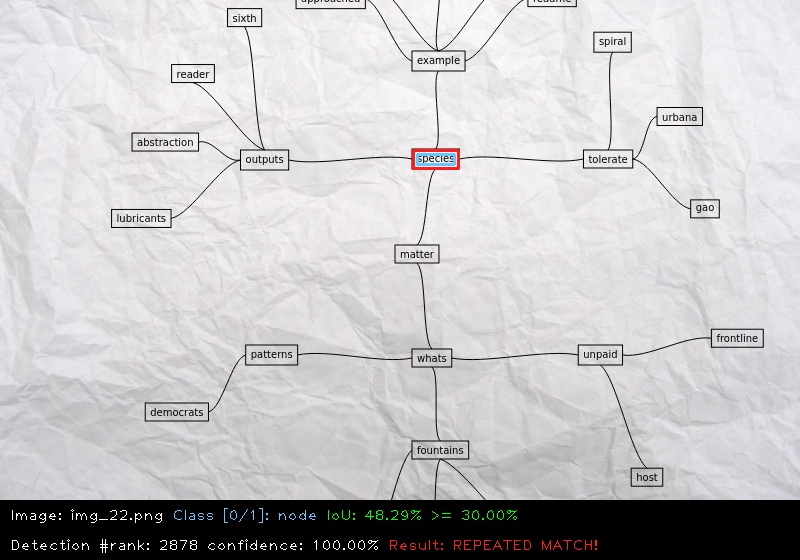 approached
resume
sixth
spiral
example
reader
urbana
abstraction
outputs
species
tolerate
lubricants
gao
matter
frontline
patterns
whats
unpaid
democrats
fountains
host
Image: img_22.png Class [0/1]: node IoU: 48.29% >= 30.00%
Detection #rank: 2878 confidence: 100.00% Result: REPEATED MATCH!